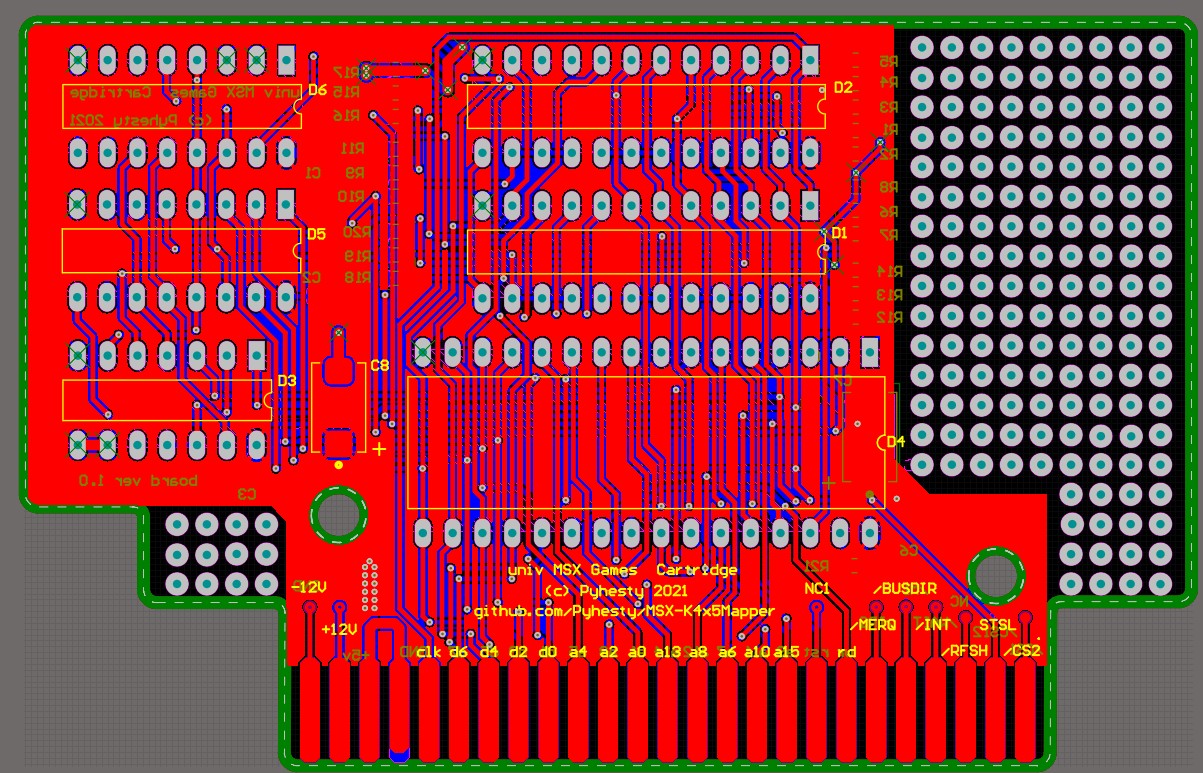 R17
D6
D2
R5
R4
univ MSX Games Cartridge
R15
R3
R16
(c) Pyhesty 2021
R1
R11
R2
R9
C1
R8
R10
R6
R20
D5
D1
R7
R19
C2
R18
R14
R13
R12
C8
D3
D4
+
+
board ver 1.0
C3
C6
R21
univ MSX Games Cartridge
(c) Pyhesty 2021
github.com/Pyhesty/MSX-K4x5Mapper
-12V
NC1
/BUSDIR
NC
+12V
/MERQ
/INT
STSL
+5v
clk
d6
d4
d2
d0
a4
a2
a0
a13
a8
a6
a10
a15
rst
rd
/RFSH
/CS2